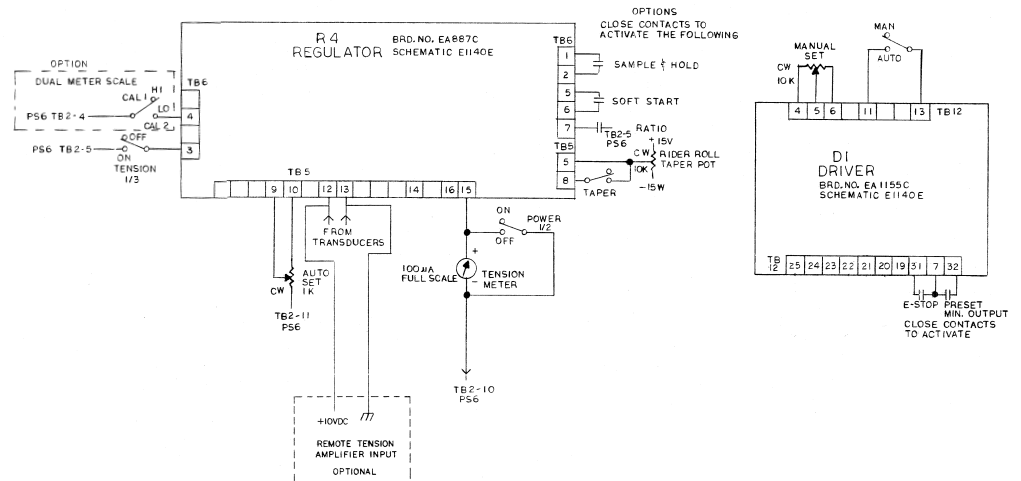 R4
REGULATOR
BRD. NO. EA887C
SCHEMATIC E1140E
OPTION
DUAL METER SCALE
HI
CAL 1
LO
CAL 2
PS6 TB2-4
PS6 TB2-5
OFF
ON
TENSION
1/3
TB6
4
3
TB5
9 10 12 13 14 16 15
FROM
TRANSDUCERS
AUTO
SET
1K
CW
TB2-11
PS6
+10VDC
REMOTE TENSION
AMPLIFIER INPUT
OPTIONAL
ON
OFF
POWER
1/2
100µA
FULL SCALE
+
-
TENSION
METER
TB2-10
PS6
OPTIONS
CLOSE CONTACTS TO
ACTIVATE THE FOLLOWING
TB6
1
2
SAMPLE & HOLD
5
6
SOFT START
7
RATIO
TB2-5
PS6
TB5
5
8
TAPER
+15V
CW
10K
-15W
RIDER ROLL
TAPER POT
MANUAL
SET
CW
10K
MAN
AUTO
4 5 6 11 13 TB12
D1
DRIVER
BRD. NO. EA1155C
SCHEMATIC E1140E
TB
12
25 24 23 22 21 20 19 31 7 32
E-STOP PRESET
MIN. OUTPUT
CLOSE CONTACTS
TO ACTIVATE